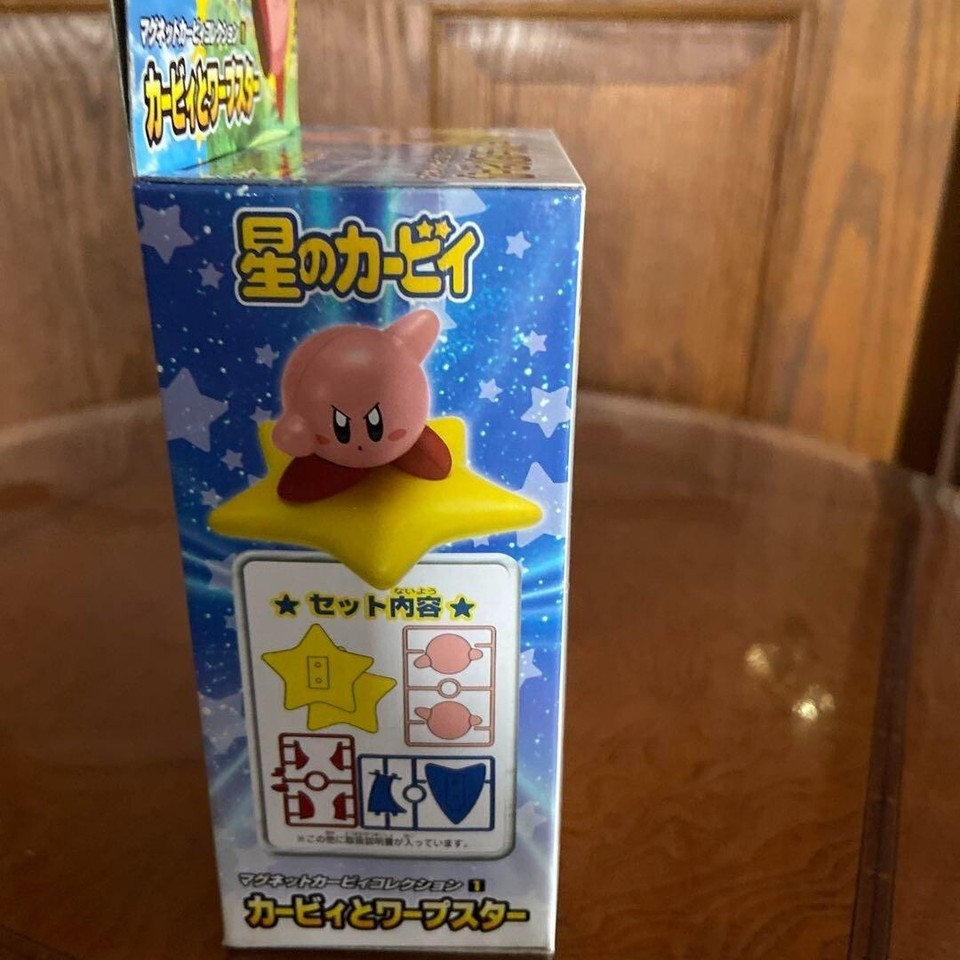 マグネットカービィコレクション 1
カービィとワープスター
星のカービィ
★セット内容★
ないよう
※この他に取扱説明書が入っています。
マグネットカービィコレクション 1
カービィとワープスター